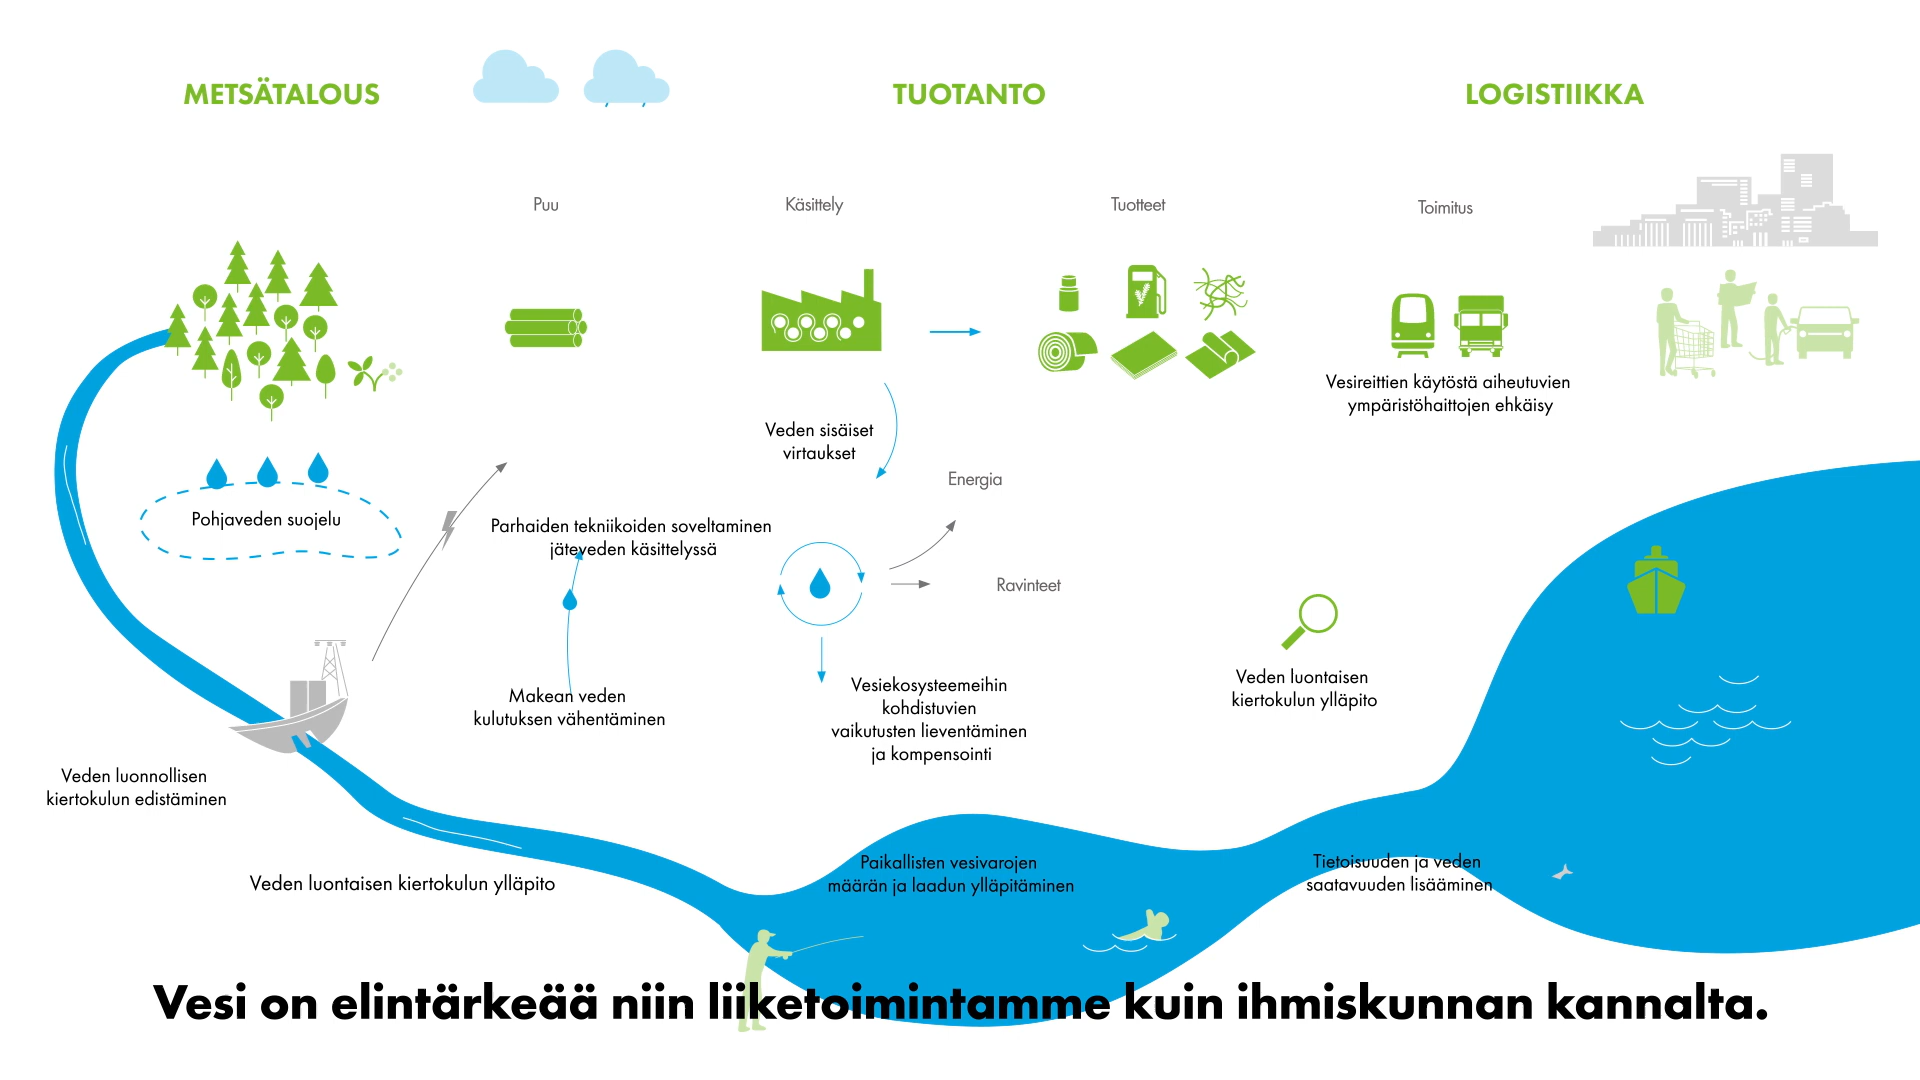 METSÄTALOUS
TUOTANTO
LOGISTIIKKA
Puu
Käsittely
Tuotteet
Toimitus
Vesireittien käytöstä aiheutuvien
ympäristöhaittojen ehkäisy
Veden sisäiset
virtaukset
Energia
Pohjaveden suojelu
Parhaiden tekniikoiden soveltaminen
jäteveden käsittelyssä
Ravinteet
Makean veden
kulutuksen vähentäminen
Vesiekosysteemeihin
kohdistuvien
vaikutusten lieventäminen
ja kompensointi
Veden luontaisen
kiertokulun ylläpito
Veden luonnollisen
kiertokulun edistäminen
Veden luontaisen kiertokulun ylläpito
Paikallisten vesivarojen
määrän ja laadun ylläpitäminen
Tietoisuuden ja veden
saatavuuden lisääminen
Vesi on elintärkeää niin liiketoimintamme kuin ihmiskunnan kannalta.